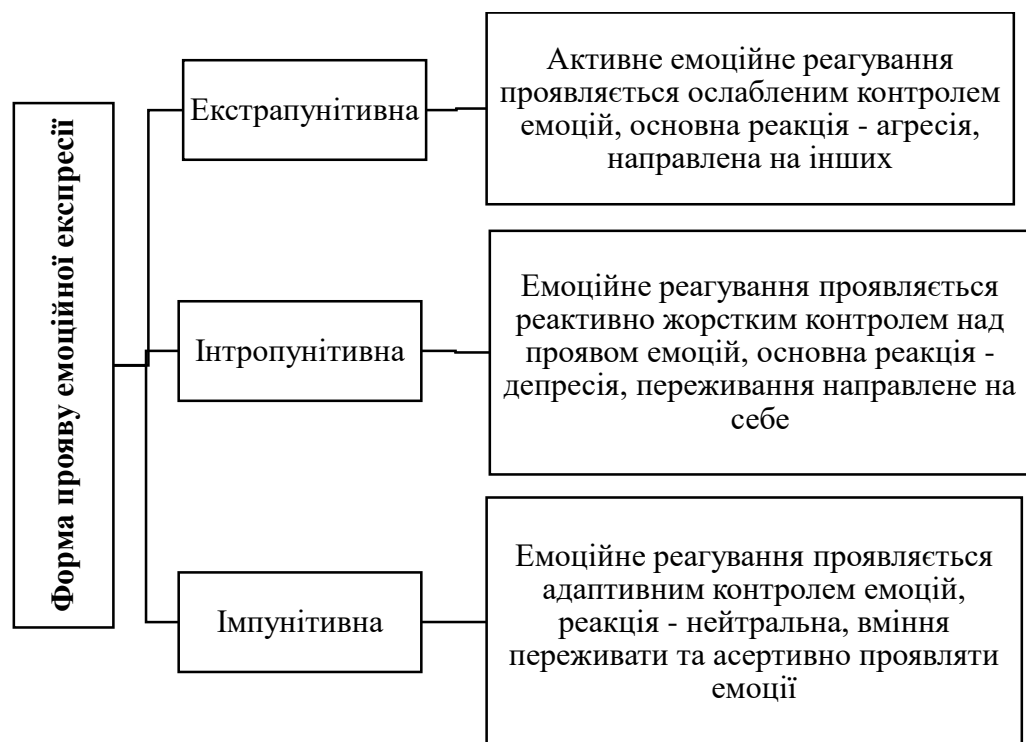 Форма прояву емоційної експресії
Екстрапунітивна
Активне емоційне реагування
проявляється ослабленим контролем
емоцій, основна реакція - агресія,
направлена на інших
Інтропунітивна
Емоційне реагування проявляється
реактивно жорстким контролем над
проявом емоцій, основна реакція -
депресія, переживання направлене на
себе
Імпунітивна
Емоційне реагування проявляється
адаптивним контролем емоцій,
реакція - нейтральна, вміння
переживати та асертивно проявляти
емоції